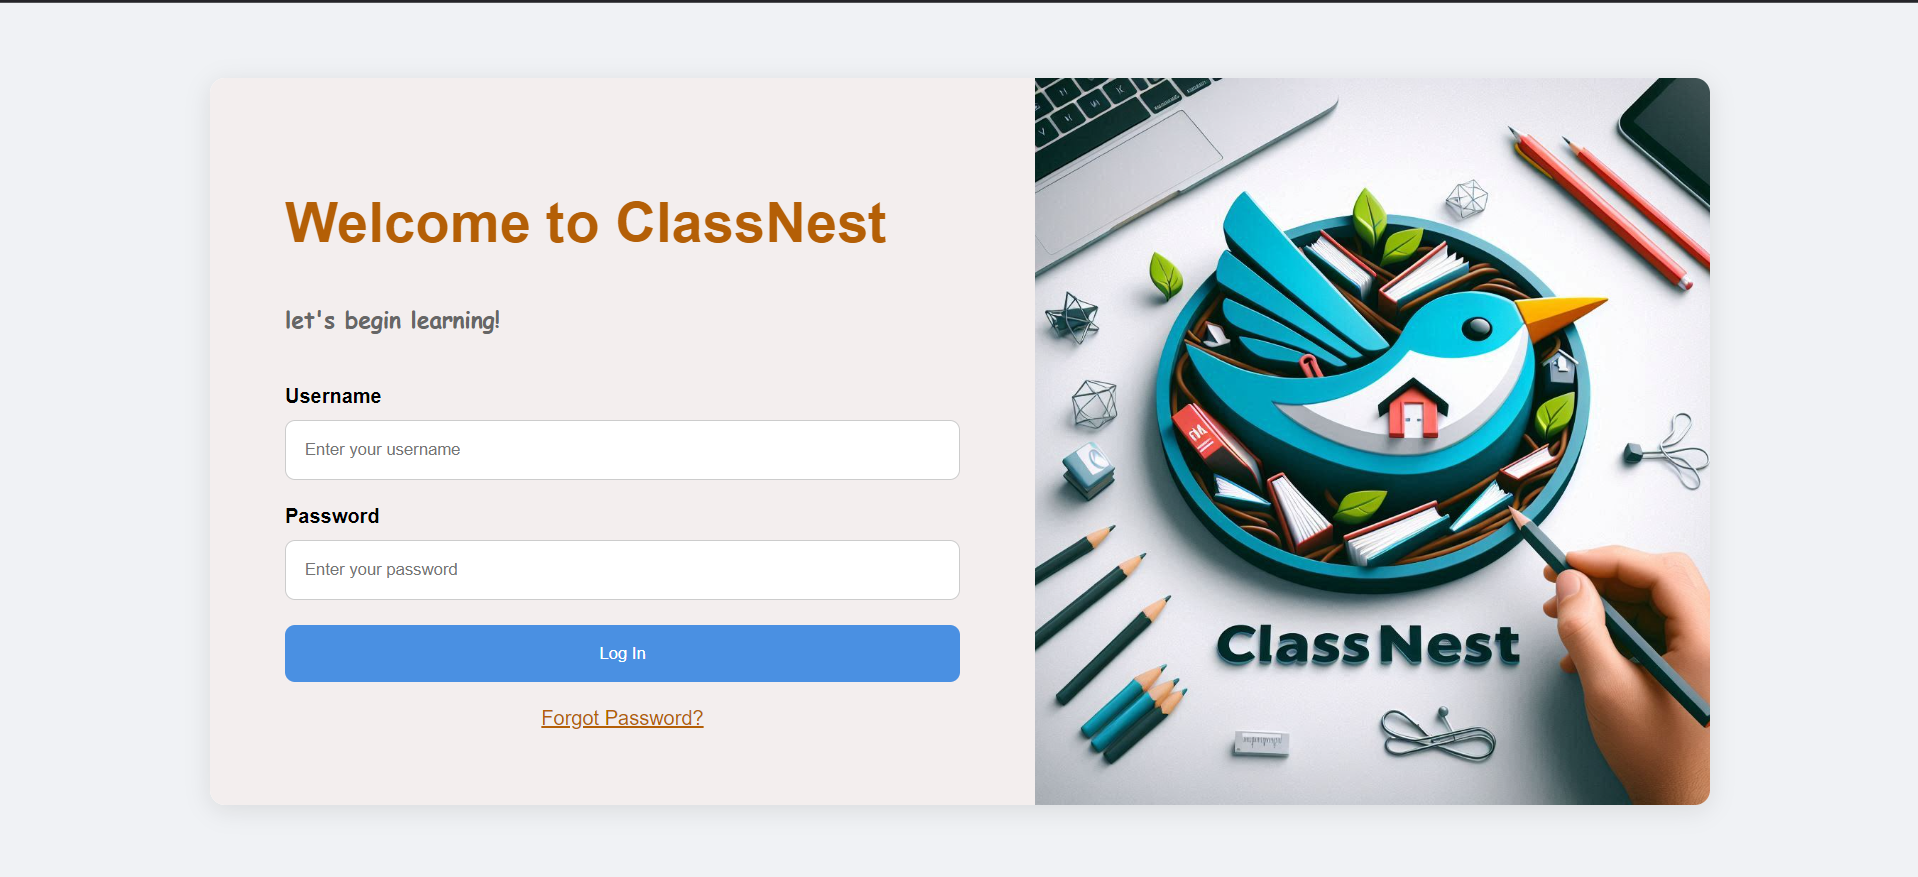 Welcome to ClassNest
let's begin learning!
Username
Enter your username
Password
Enter your password
Log In
Forgot Password?
ClassNest